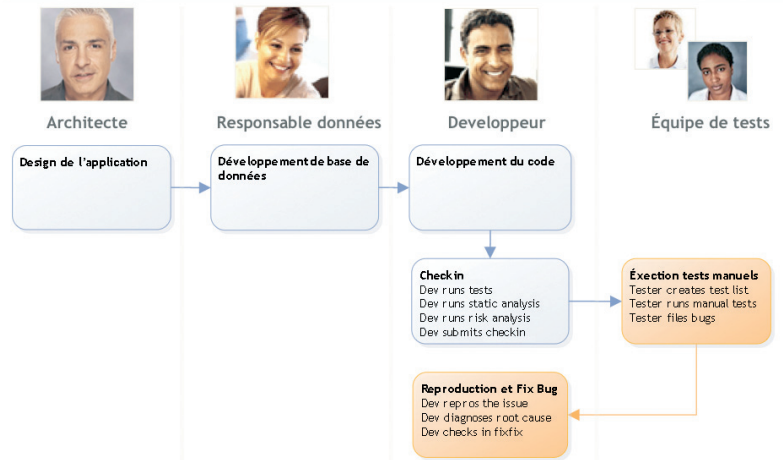 Architecte
Responsable données
Developpeur
Équipe de tests
Design de l'application
Développement de base de
données
Développement du code
Checkin
Dev runs tests
Dev runs static analysis
Dev runs risk analysis
Dev submits checkin
Éxection tests manuels
Tester creates test list
Tester runs manual tests
Tester files bugs
Reproduction et Fix Bug
Dev repros the issue
Dev diagnoses root cause
Dev checks in fixfix